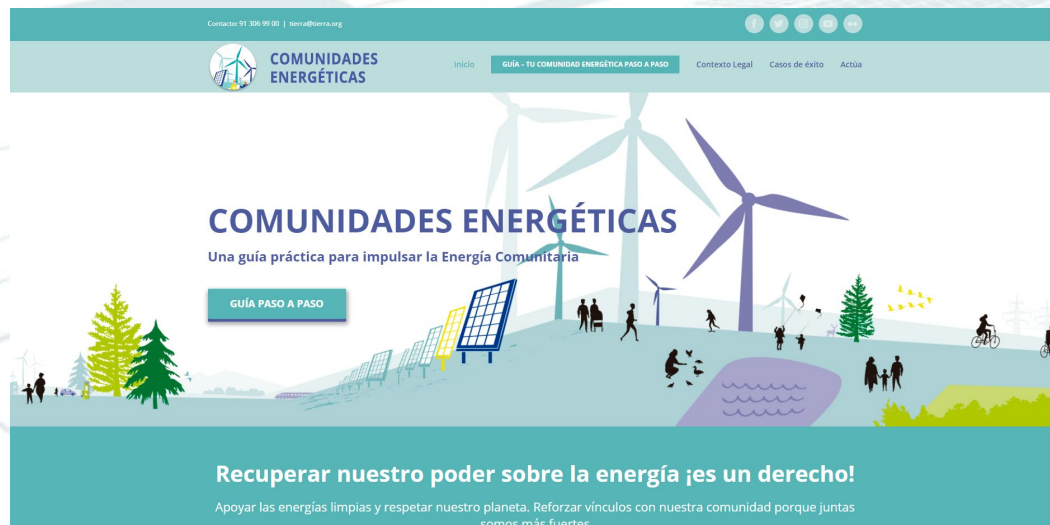 Contacto: 91 306 99 00 | tierra@tierra.org
COMUNIDADES
ENERGÉTICAS
Inicio GUÍA – TU COMUNIDAD ENERGÉTICA PASO A PASO Contexto Legal Casos de éxito Actúa
COMUNIDADES ENERGÉTICAS
Una guía práctica para impulsar la Energía Comunitaria
GUÍA PASO A PASO
Recuperar nuestro poder sobre la energía ¡es un derecho!
Apoyar las energías limpias y respetar nuestro planeta. Reforzar vínculos con nuestra comunidad porque juntas
somos más fuertes